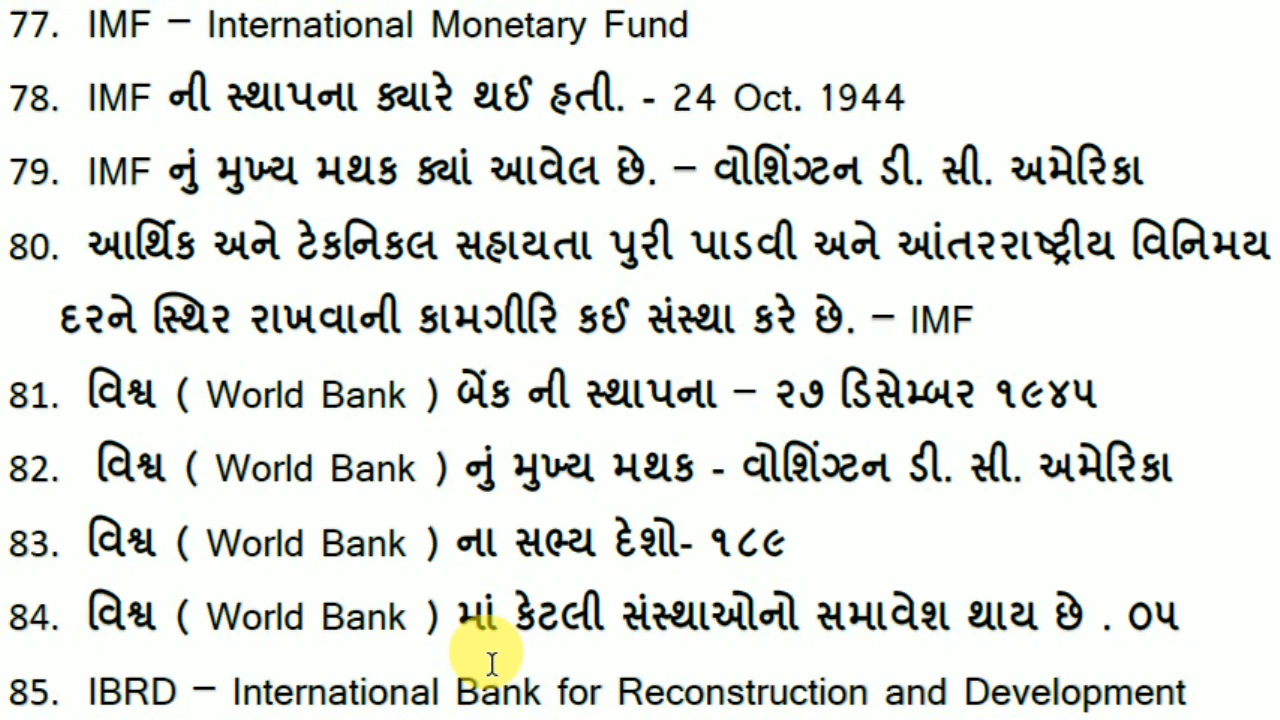 77. IMF – International Monetary Fund
78. IMF ની સ્થાપના ક્યારે થઈ હતી. - 24 Oct. 1944
79. IMF નું મુખ્ય મથક ક્યાં આવેલ છે. – વોશિંગ્ટન ડી. સી. અમેરિકા
80. આર્થિક અને ટેકનિકલ સહાયતા પુરી પાડવી અને આંતરરાષ્ટ્રીય વિનિમય
દરને સ્થિર રાખવાની કામગીરિ કઈ સંસ્થા કરે છે. – IMF
81. વિશ્વ ( World Bank ) બેંક ની સ્થાપના – ૨૭ ડિસેમ્બર ૧૯૪૫
82. વિશ્વ ( World Bank ) નું મુખ્ય મથક - વોશિંગ્ટન ડી. સી. અમેરિકા
83. વિશ્વ ( World Bank ) ના સભ્ય દેશો- ૧૮૯
84. વિશ્વ ( World Bank ) માં કેટલી સંસ્થાઓનો સમાવેશ થાય છે . ૦૫
85. IBRD – International Bank for Reconstruction and Development